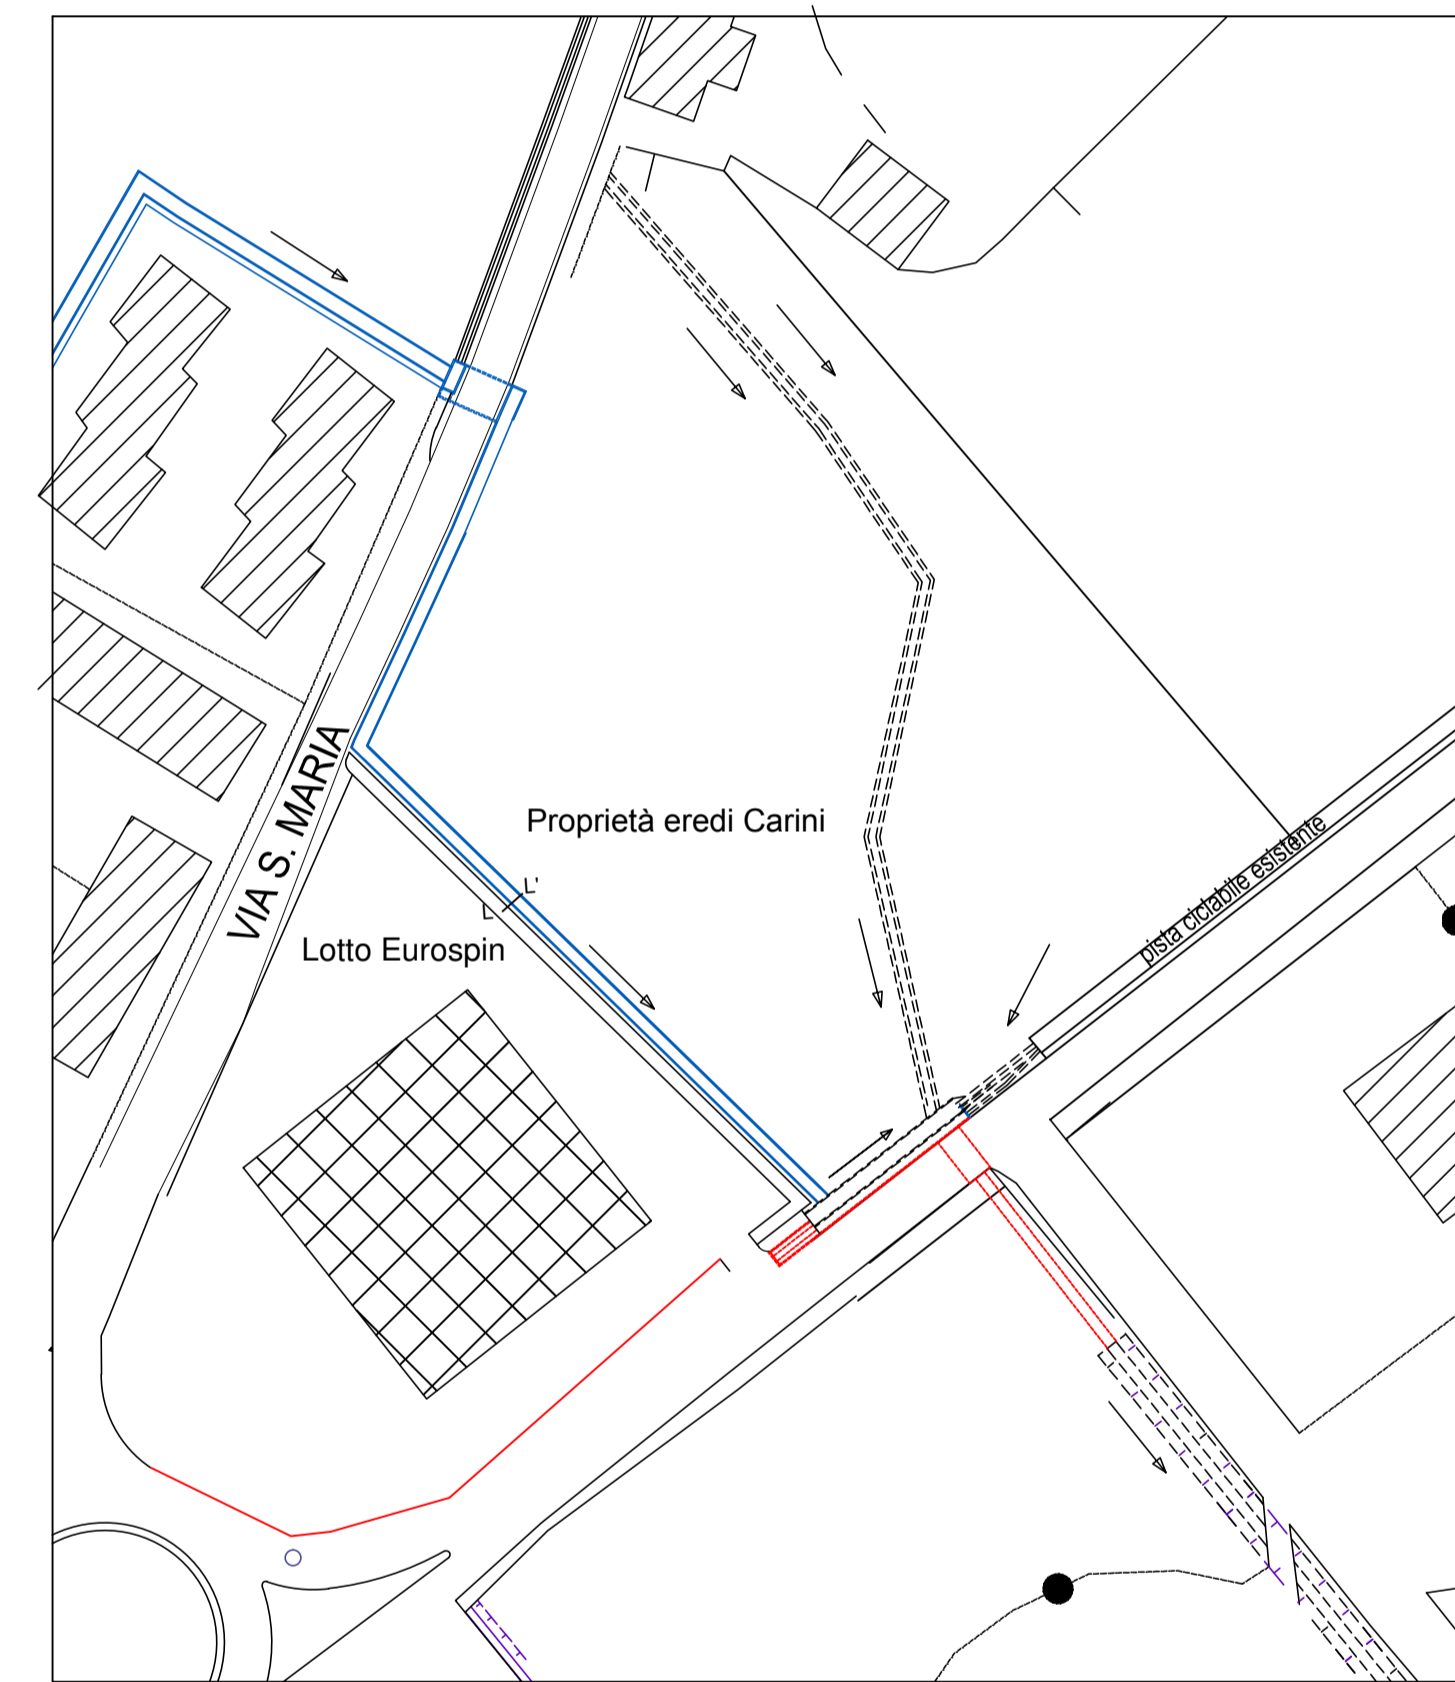 VIA S. MARIA
Proprietà eredi Carini
L'
L
Lotto Eurospin
pista ciclabile esistente